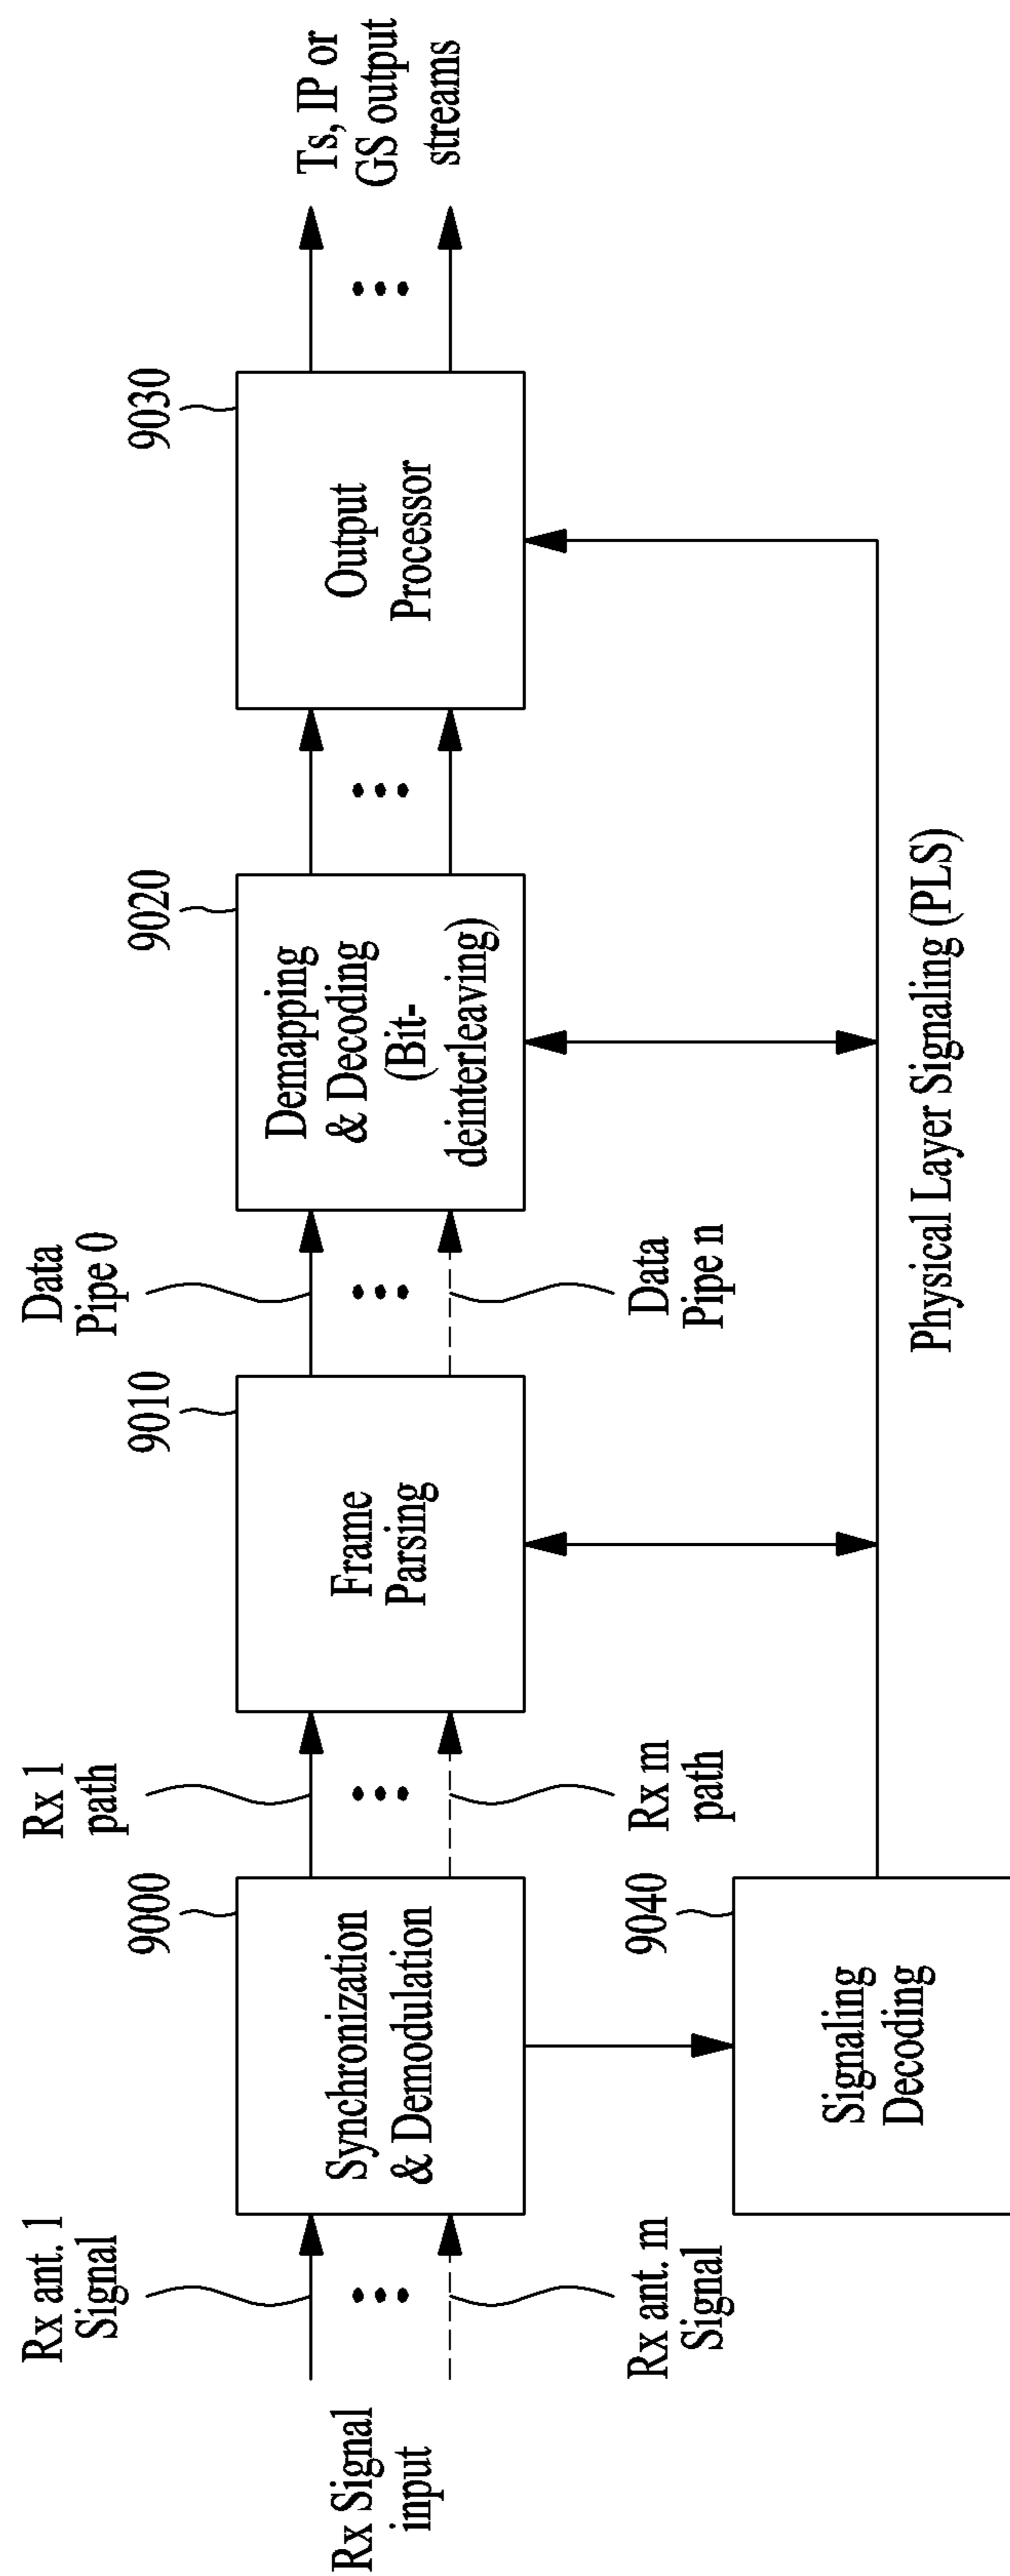 Rx Signal
input
Rx ant. 1
Signal
Rx ant. m
Signal
9000
Synchronization
& Demodulation
Rx 1
path
Rx m
path
9010
Frame
Parsing
Data
Pipe 0
Data
Pipe n
9020
Demapping
& Decoding
(Bit-
deinterleaving)
9030
Output
Processor
Ts, IP or
GS output
streams
9040
Signaling
Decoding
Physical Layer Signaling (PLS)